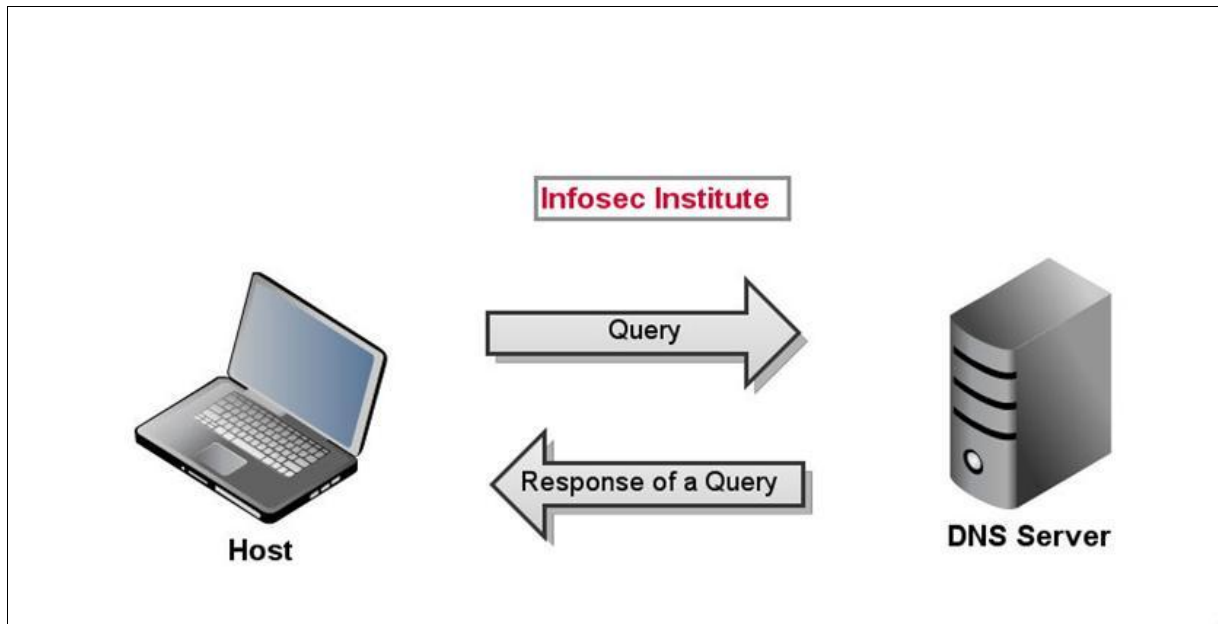 Infosec Institute
Query
Response of a Query
Host
DNS Server